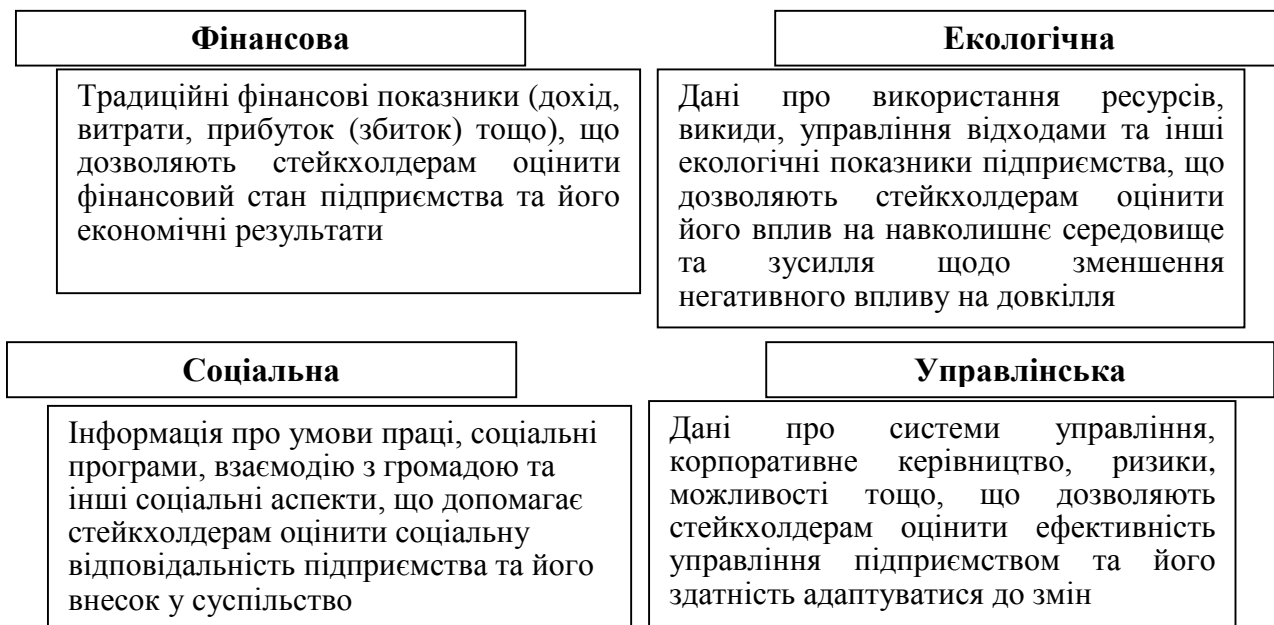 Фінансова
Традиційні фінансові показники (дохід,
витрати, прибуток (збиток) тощо), що
дозволяють стейкхолдерам оцінити
фінансовий стан підприємства та його
економічні результати
Екологічна
Дані про використання ресурсів,
викиди, управління відходами та інші
екологічні показники підприємства, що
дозволяють стейкхолдерам оцінити
його вплив на навколишнє середовище
та зусилля щодо зменшення
негативного впливу на довкілля
Соціальна
Інформація про умови праці, соціальні
програми, взаємодію з громадою та
інші соціальні аспекти, що допомагає
стейкхолдерам оцінити соціальну
відповідальність підприємства та його
внесок у суспільство
Управлінська
Дані про системи управління,
корпоративне керівництво, ризики,
можливості тощо, що дозволяють
стейкхолдерам оцінити ефективність
управління підприємством та його
здатність адаптуватися до змін